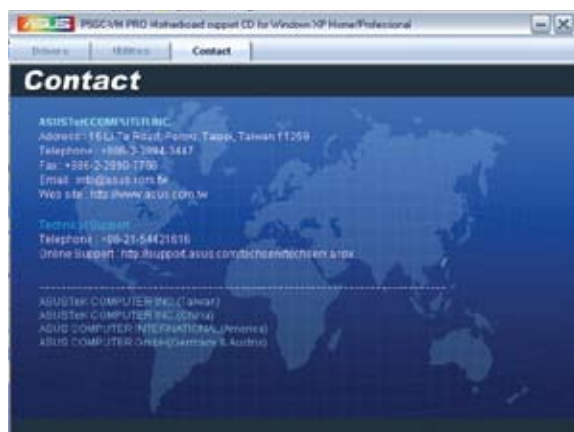 ASUS P5GC-VM PRO Motherboard support CD for Windows XP Home/Professional
Drivers Utilities Contact
Contact
ASUSTeK COMPUTER INC.
Address : 15 Li-Te Road, Peitou, Taipei, Taiwan 11259
Telephone : +886-2-2894-3447
Fax : +886-2-2890-7798
Email :
Web site : http://www.asus.com.tw
Technical Support
Telephone : +86-21-54421616
Online Support : http://support.asus.com/techserv/techserv.aspx
ASUSTeK COMPUTER INC.(Taiwan)
ASUSTeK COMPUTER INC.(China)
ASUS COMPUTER INTERNATIONAL(America)
ASUS COMPUTER GmbH(Germany & Austria)